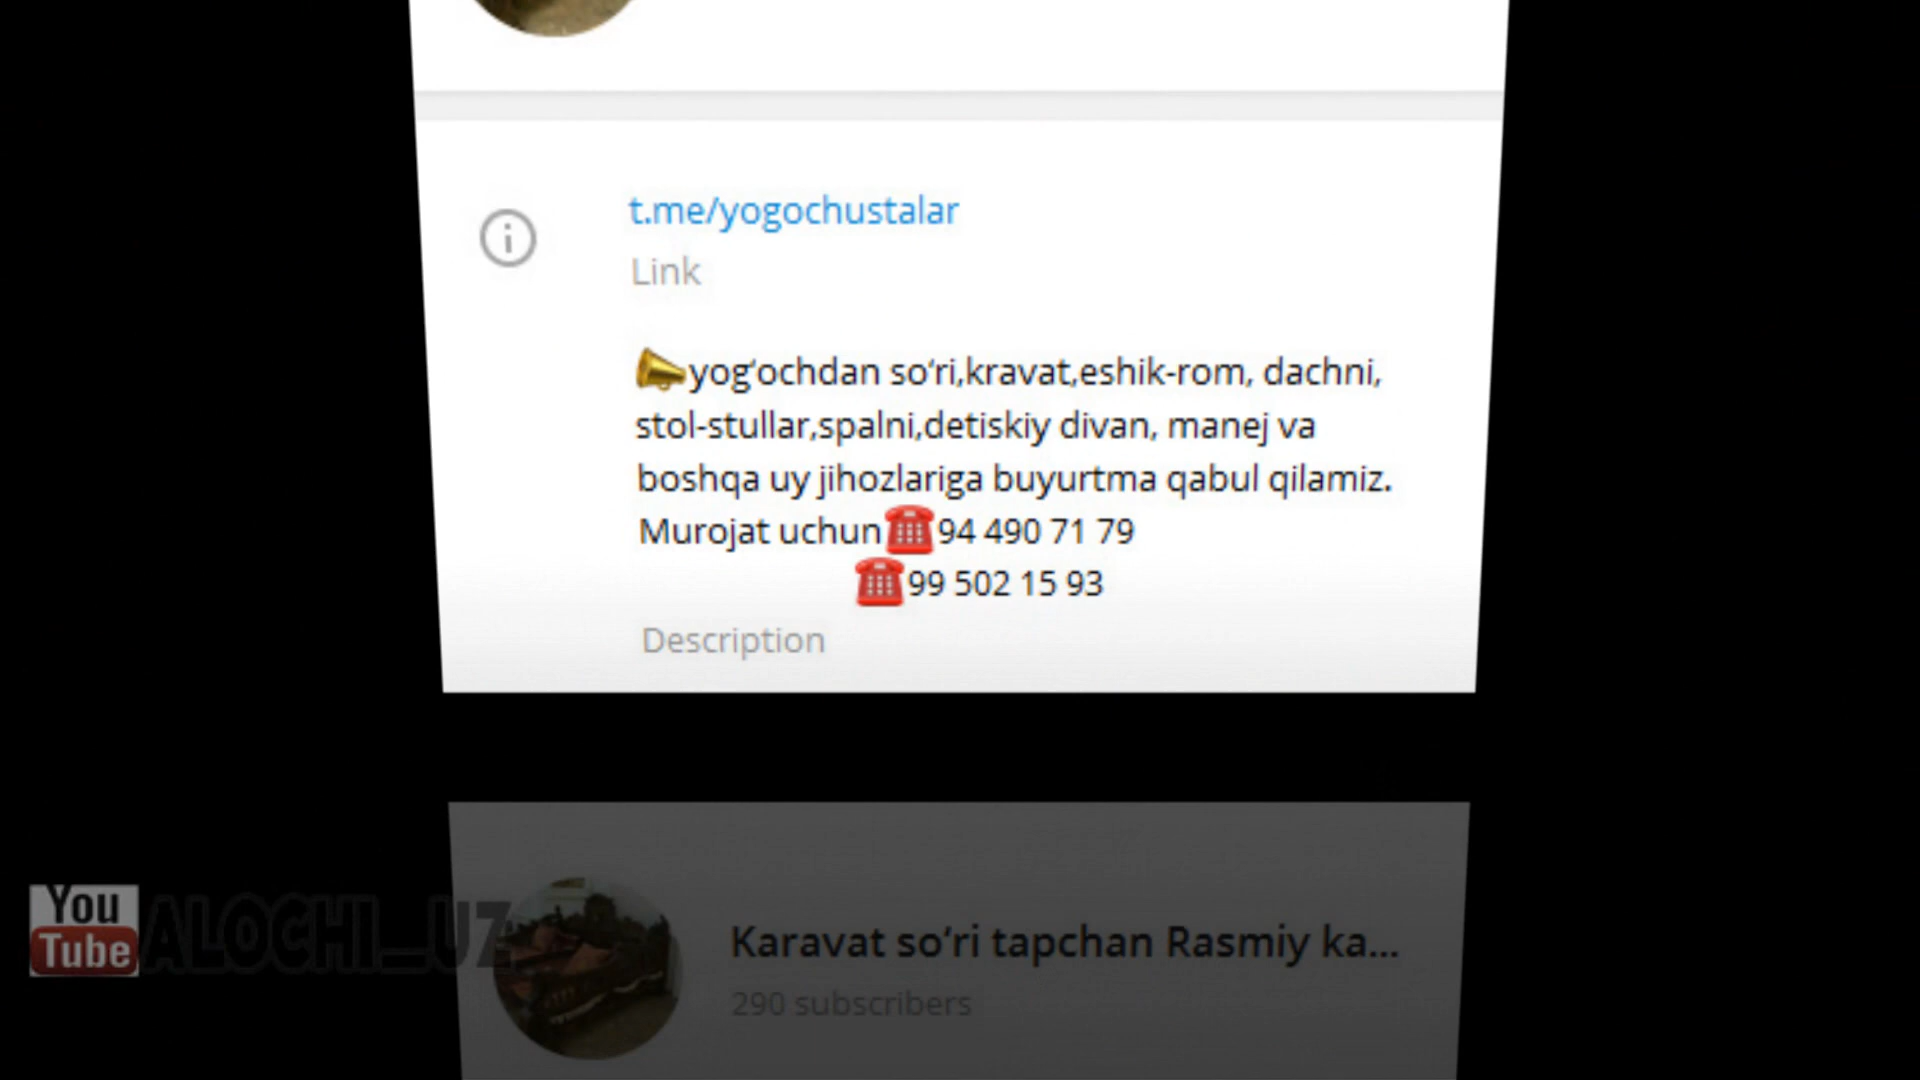 t.me/yogochustalar
Link
📣yog‘ochdan so‘ri,kravat,eshik-rom, dachni,
stol-stullar,spalni,detiskiy divan, manej va
boshqa uy jihozlariga buyurtma qabul qilamiz.
Murojat uchun☎️94 490 71 79
☎️99 502 15 93
Description
You
Tube
ALOCHI_UZ
Karavat so‘ri tapchan Rasmiy ka...
290 subscribers